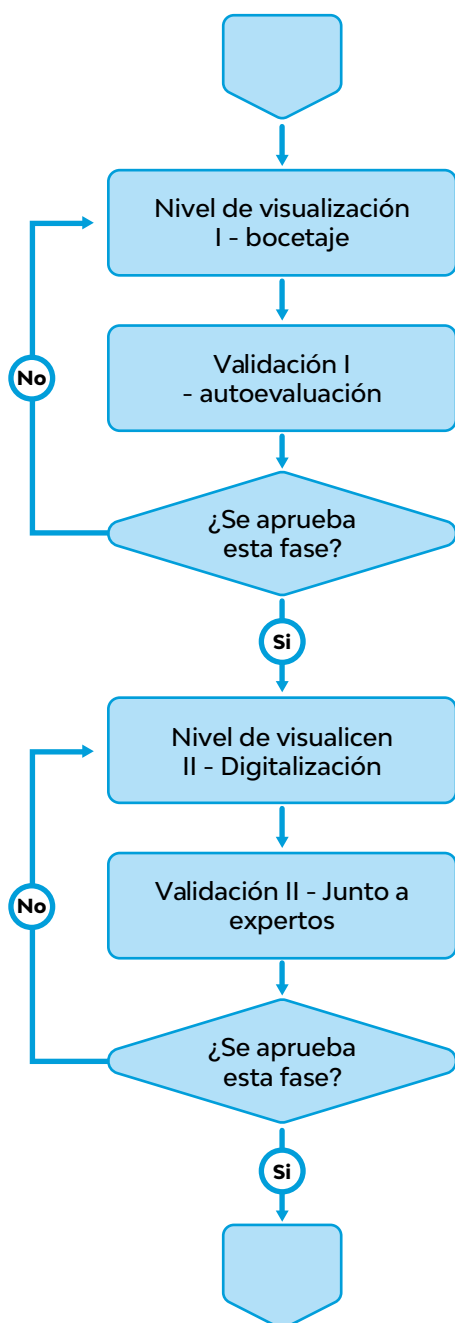 Nivel de visualización
I - bocetaje
Validación I
- autoevaluación
No
¿Se aprueba
esta fase?
Si
Nivel de visualicen
II - Digitalización
Validación II - Junto a
expertos
No
¿Se aprueba
esta fase?
Si